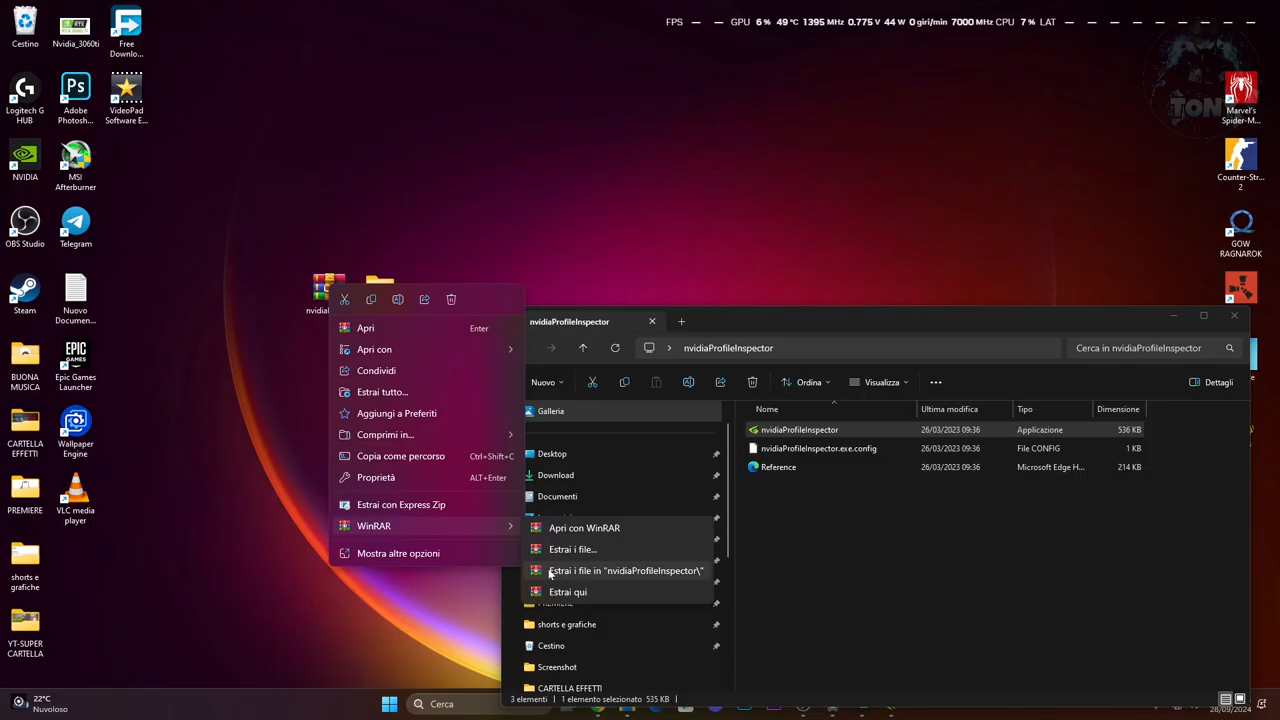 FPS — — GPU 6 % 49 °C 1395 MHz 0.775 V 44 W 0 giri/min 7000 MHz CPU 7 % LAT — — — — — — —
Cestino
Nvidia_3060ti
Free Downlo...
Logitech G HUB
Adobe Photosh...
VideoPad Software E...
NVIDIA
MSI Afterburner
OBS Studio
Telegram
Steam
Nuovo Documen...
BUONA MUSICA
Epic Games Launcher
CARTELLA EFFETTI
Wallpaper Engine
PREMIERE
VLC media player
shorts e grafiche
YT-SUPER CARTELLA
TON
Marvel's Spider-M...
Counter-Str... 2
GOW RAGNAROK
Apri Enter
Apri con
Condividi
Estrai tutto...
Aggiungi a Preferiti
Comprimi in...
Copia come percorso Ctrl+Shift+C
Proprietà ALT+Enter
Estrai con Express Zip
WinRAR
Mostra altre opzioni
Apri con WinRAR
Estrai i file...
Estrai i file in "nvidiaProfileInspector\"
Estrai qui
nvidiaProfileInspector
nvidiaProfileInspector
Cerca in nvidiaProfileInspector
Nuovo
Ordina
Visualizza
Dettagli
Galleria
Desktop
Download
Documenti
PREMIERE
shorts e grafiche
Cestino
Screenshot
CARTELLA EFFETTI
Nome Ultima modifica Tipo Dimensione
nvidiaProfileInspector 26/03/2023 09:36 Applicazione 536 KB
nvidiaProfileInspector.exe.config 26/03/2023 09:36 File CONFIG 1 KB
Reference 26/03/2023 09:36 Microsoft Edge H... 214 KB
3 elementi 1 elemento selezionato 535 KB
22°C
Nuvoloso
Cerca
28/09/2024